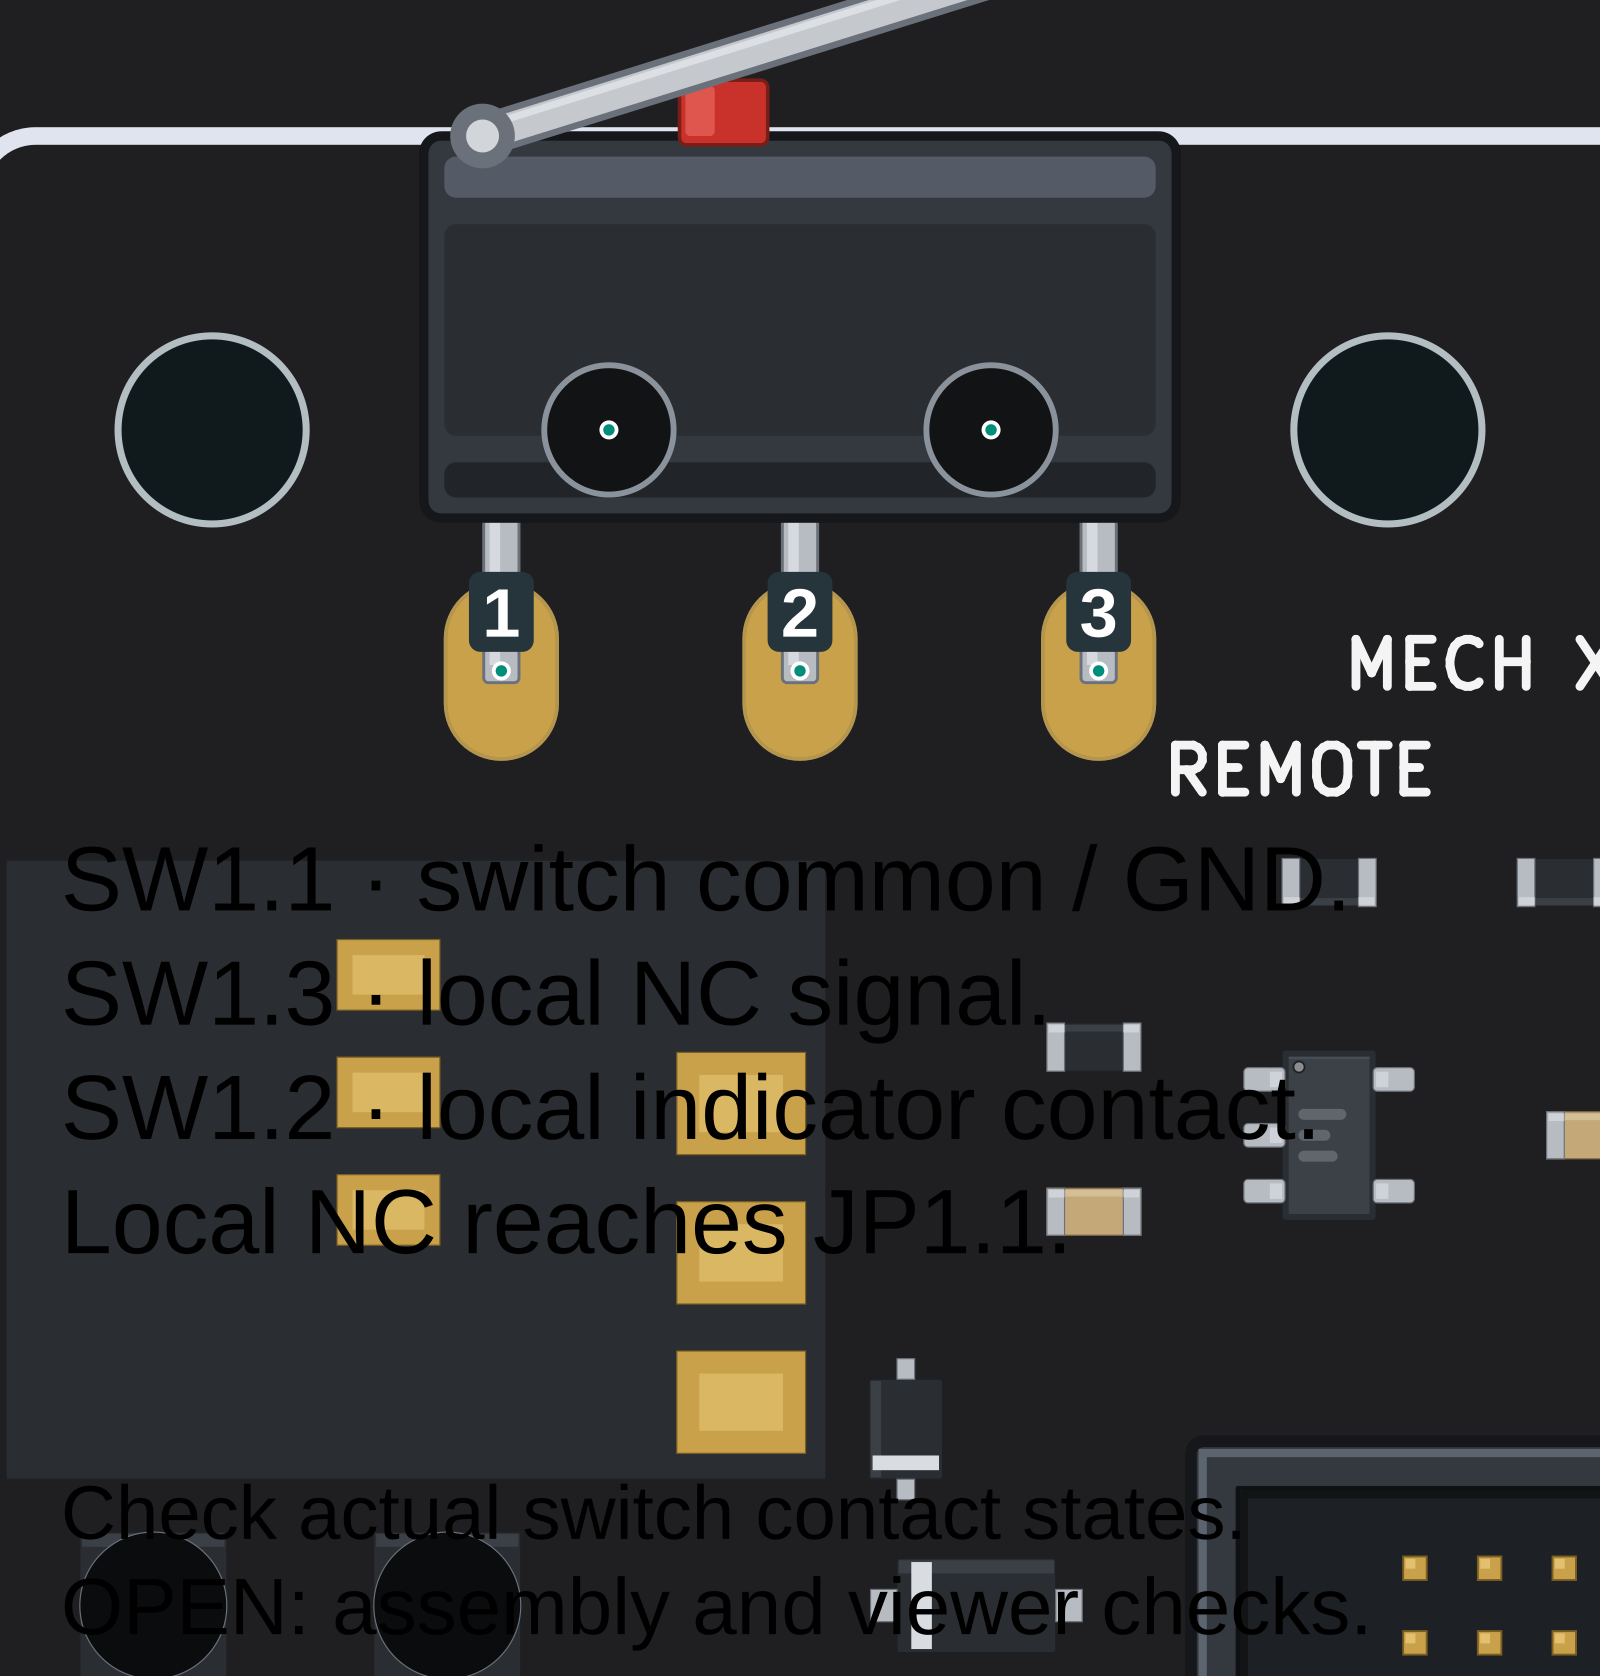 1 2 3
MECH X
REMOTE
SW1.1 · switch common / GND.
SW1.3 · local NC signal.
SW1.2 · local indicator contact.
Local NC reaches JP1.1.
Check actual switch contact states.
OPEN: assembly and viewer checks.